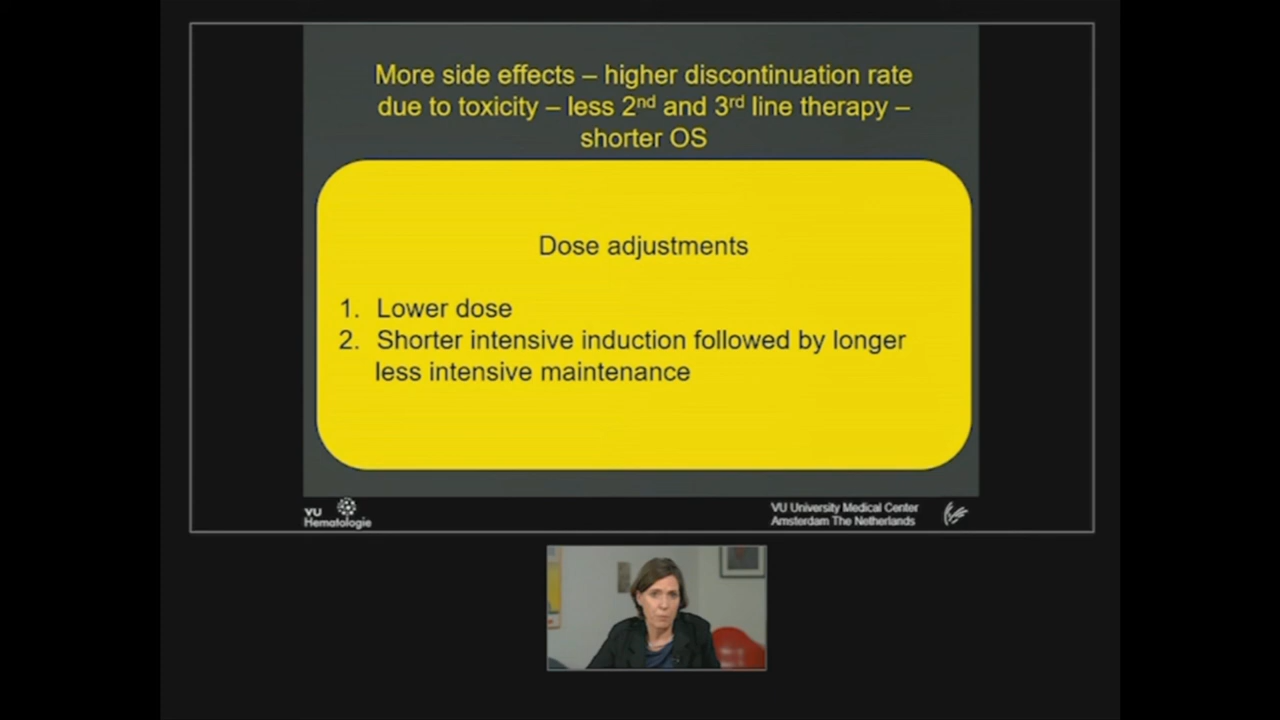 More side effects – higher discontinuation rate
due to toxicity – less 2nd and 3rd line therapy –
shorter OS
Dose adjustments
1. Lower dose
2. Shorter intensive induction followed by longer
less intensive maintenance
VU
Hematologie
VU University Medical Center
Amsterdam The Netherlands